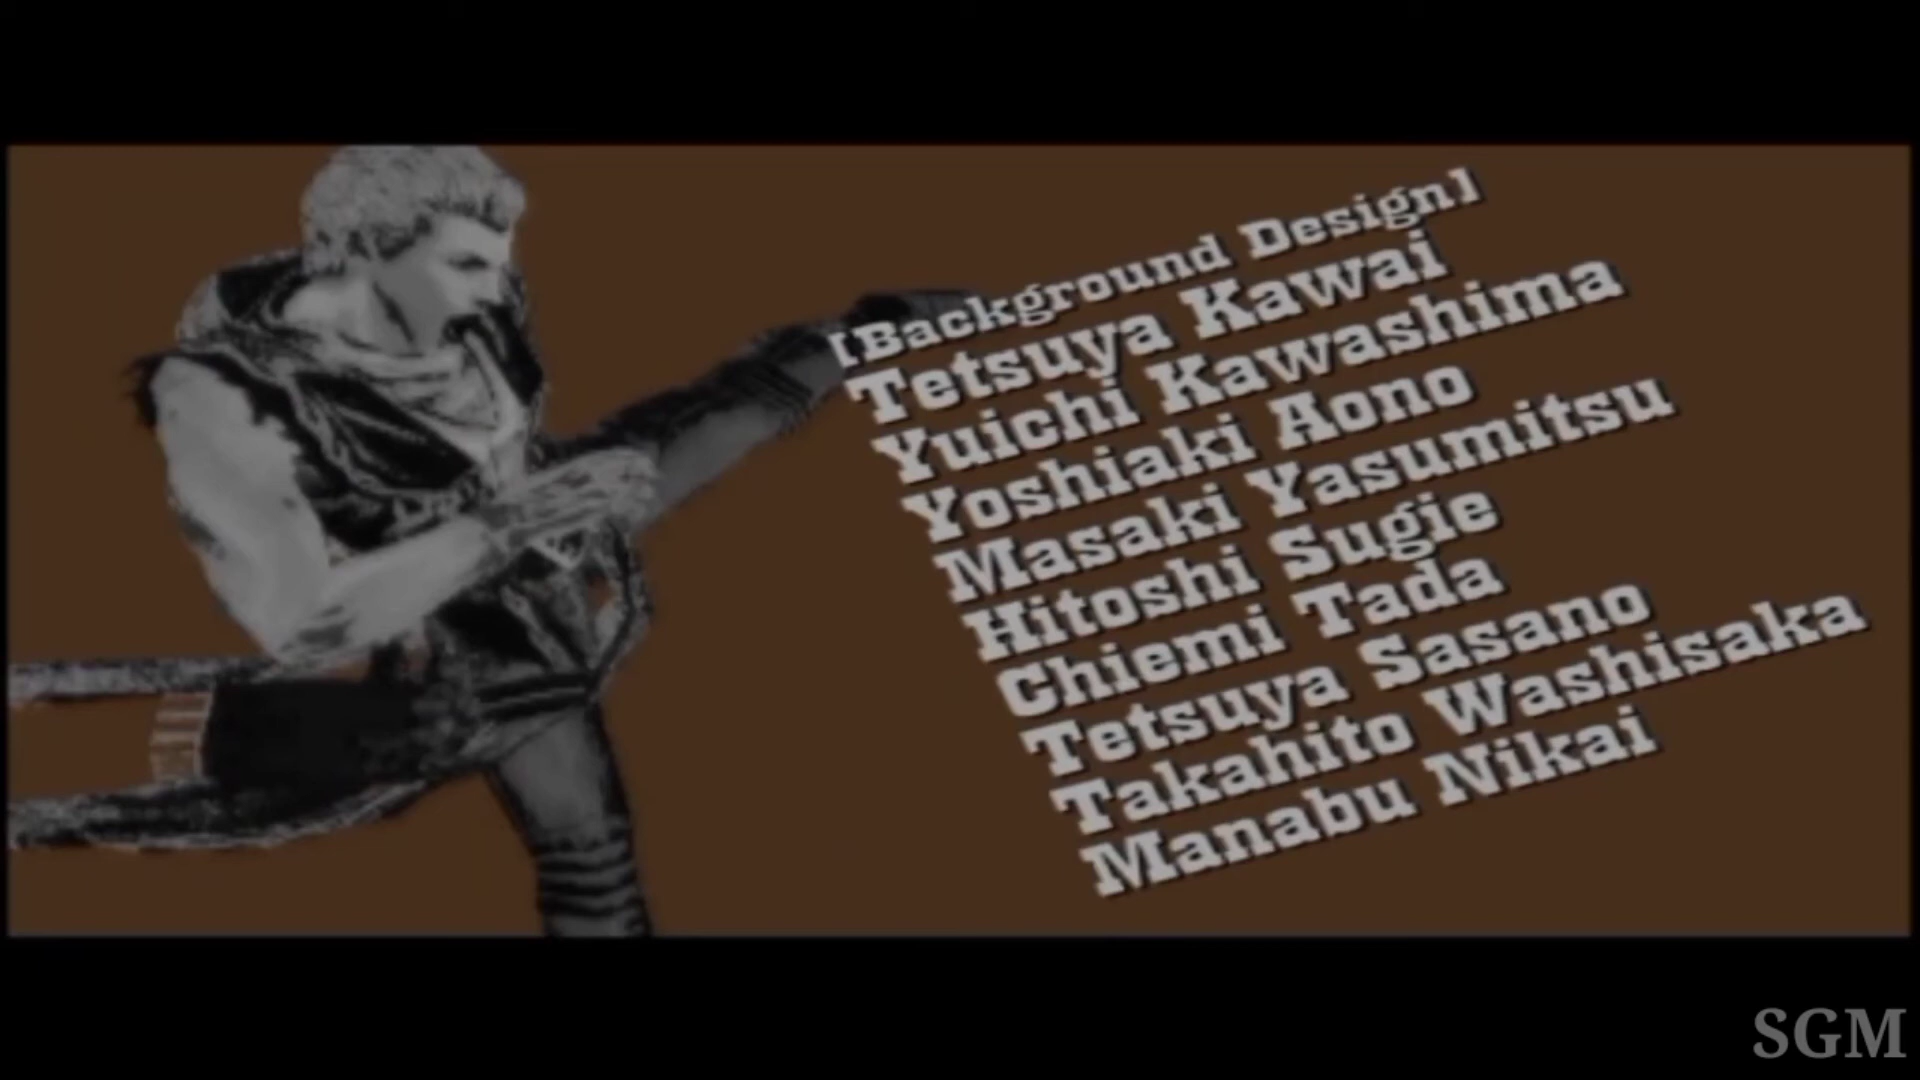 [Background Design]
Tetsuya Kawai
Yuichi Kawashima
Yoshiaki Aono
Masaki Yasumitsu
Hitoshi Sugie
Chiemi Tada
Tetsuya Sasano
Takahito Washisaka
Manabu Nikai
SGM